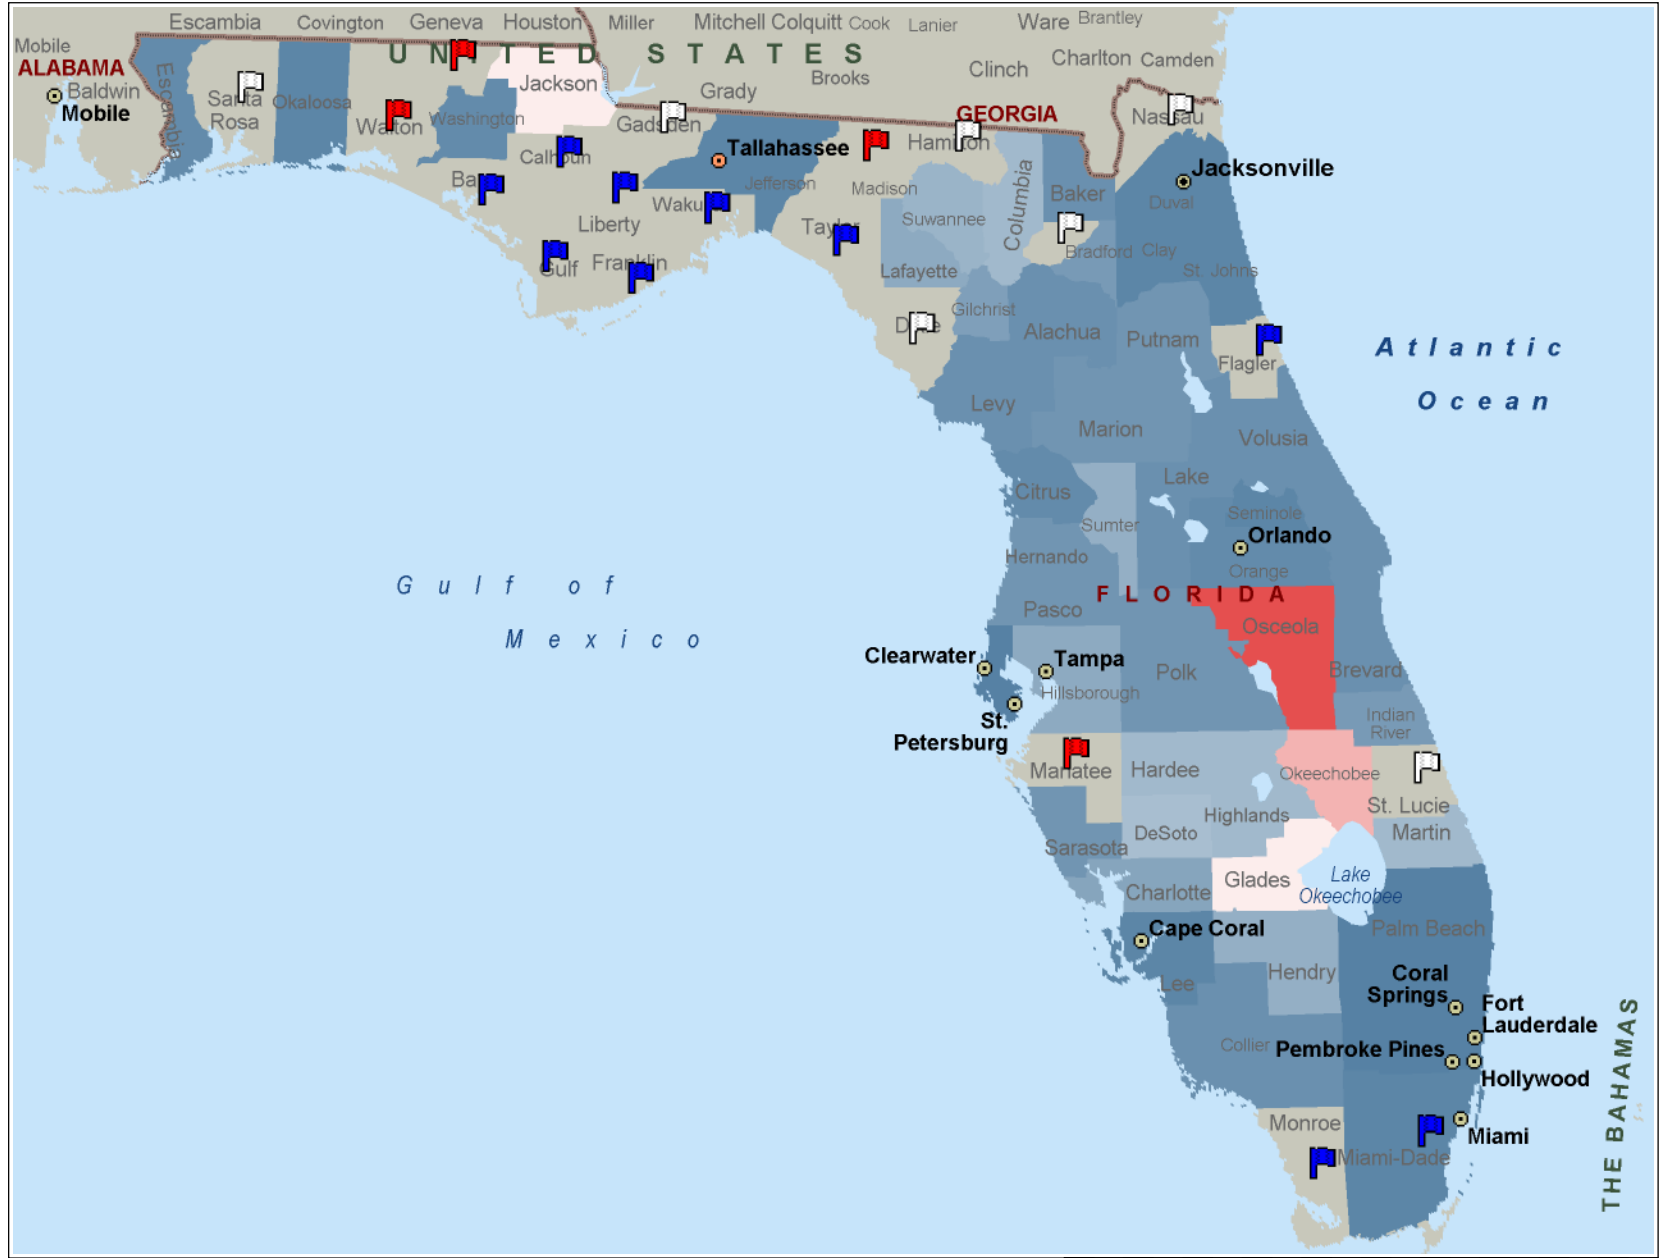 Escambia
Covington
Geneva
Houston
Miller
Mitchell
Colquitt
Cook
Lanier
Ware
Brantley
Mobile
ALABAMA
Baldwin
Mobile
UNITED STATES
Jackson
Grady
Brooks
Clinch
Charlton
Camden
Escambia
Santa
Rosa
Okaloosa
Walton
Washington
Gadsden
GEORGIA
Nassau
Calhoun
Tallahassee
Hamilton
Jacksonville
Ba
Jefferson
Madison
Columbia
Baker
Duval
Waku
Liberty
Taylor
Suwannee
Bradford
Clay
St. Johns
Gulf
Franklin
Lafayette
Gilchrist
D
e
Alachua
Putnam
Flagler
Atlantic
Ocean
Levy
Marion
Volusia
Lake
Citrus
Sumter
Seminole
Orlando
Hernando
Orange
Gulf of
Mexico
FLORIDA
Pasco
Osceola
Clearwater
Tampa
Polk
Brevard
Hillsborough
St.
Petersburg
Indian
River
Manatee
Hardee
Okeechobee
St. Lucie
Highlands
DeSoto
Martin
Sarasota
Glades
Lake
Okeechobee
Charlotte
Cape Coral
Palm Beach
Lee
Hendry
Coral
Springs
Fort
Lauderdale
Collier
Pembroke Pines
Hollywood
THE BAHAMAS
Monroe
Miami
Miami-Dade